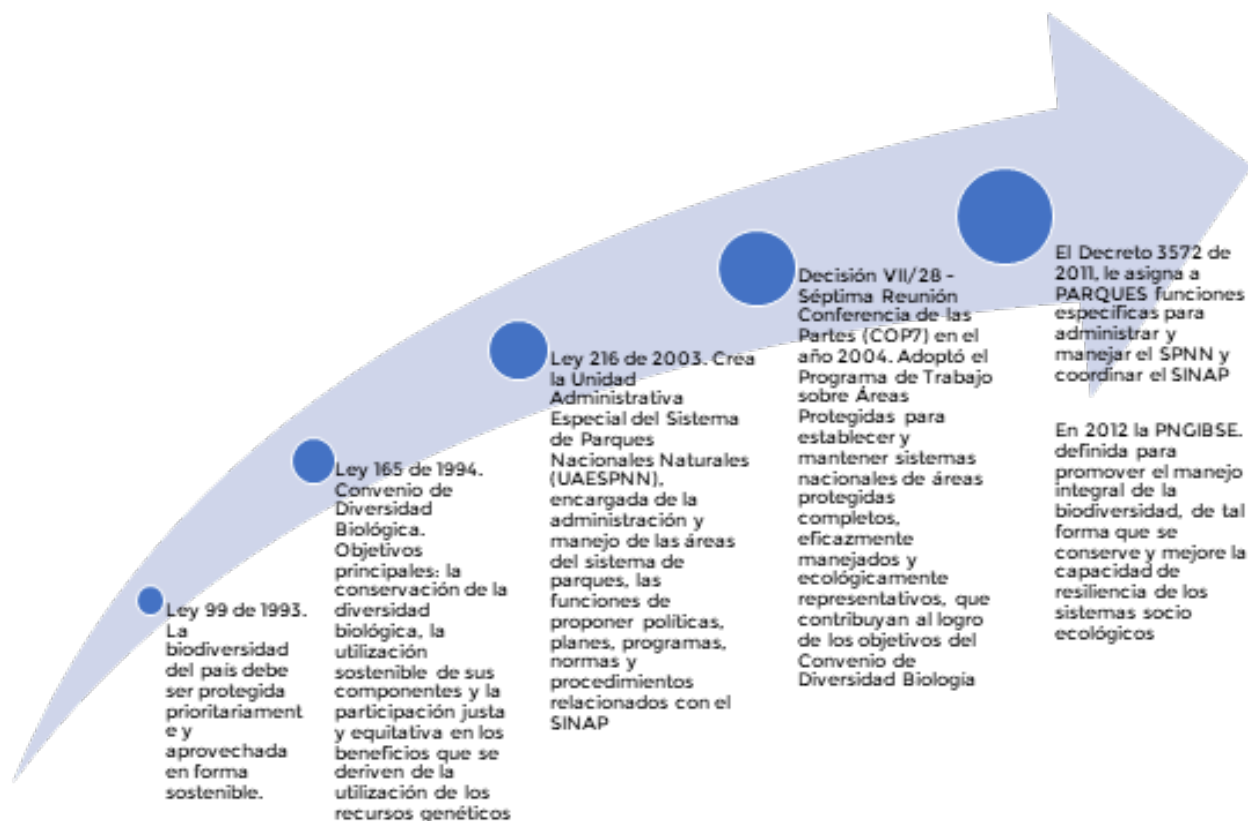 Ley 99 de 1993.
La
biodiversidad
del país debe
ser protegida
prioritariament
e y
aprovechada
en forma
sostenible.
Ley 165 de 1994.
Convenio de
Diversidad
Biológica.
Objetivos
principales: la
conservación de la
diversidad
biológica, la
utilización
sostenible de sus
componentes y la
participación justa
y equitativa en los
beneficios que se
deriven de la
utilización de los
recursos genéticos
Ley 216 de 2003. Crea
la Unidad
Administrativa
Especial del Sistema
de Parques
Nacionales Naturales
(UAESPNN),
encargada de la
administración y
manejo de las áreas
del sistema de
parques, las
funciones de
proponer políticas,
planes, programas,
normas y
procedimientos
relacionados con el
SINAP
Decisión VII/28 -
Séptima Reunión
Conferencia de las
Partes (COP7) en el
año 2004. Adoptó el
Programa de Trabajo
sobre Áreas
Protegidas para
establecer y
mantener sistemas
nacionales de áreas
protegidas
completos,
eficazmente
manejados y
ecológicamente
representativos, que
contribuyan al logro
de los objetivos del
Convenio de
Diversidad Biología
El Decreto 3572 de
2011, le asigna a
PARQUES funciones
específicas para
administrar y
manejar el SPNN y
coordinar el SINAP
En 2012 la PNGIBSE.
definida para
promover el manejo
integral de la
biodiversidad, de tal
forma que se
conserve y mejore la
capacidad de
resiliencia de los
sistemas socio
ecológicos